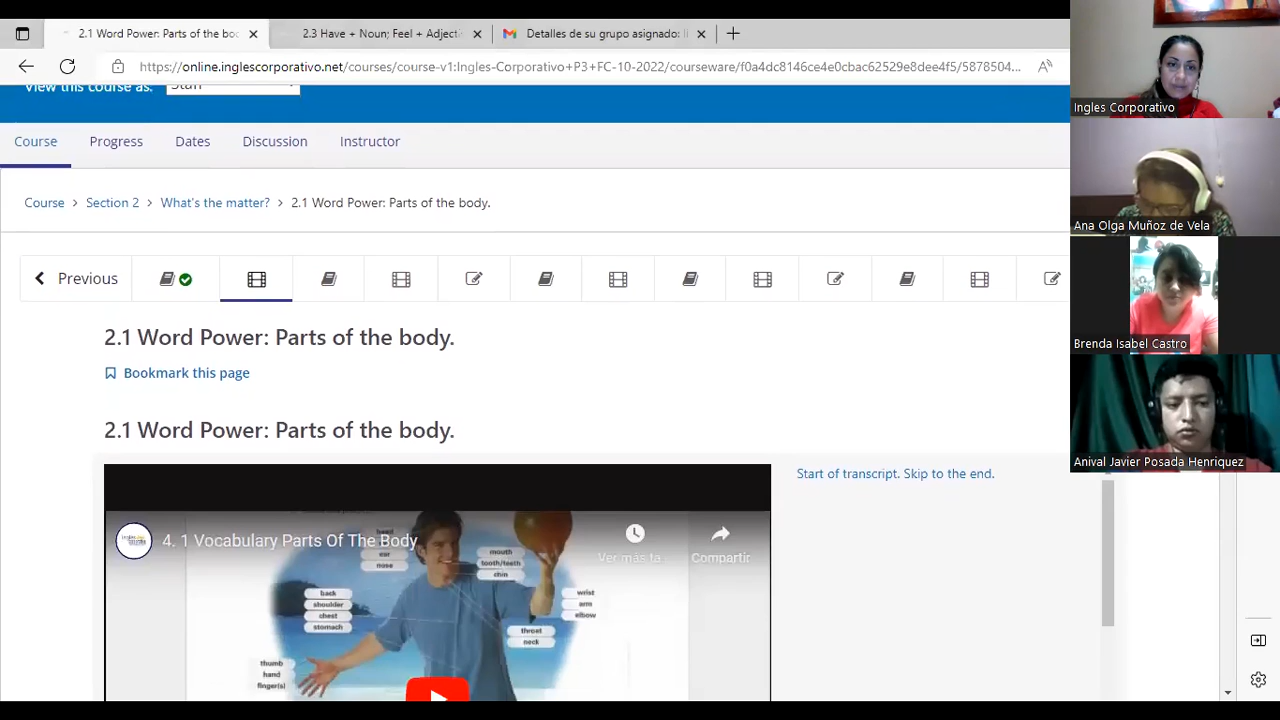 2.1 Word Power: Parts of the boc
2.3 Have + Noun; Feel + Adject
Detalles de su grupo asignado: II
https://online.inglescorporativo.net/courses/course-v1:Ingles-Corporativo+P3+FC-10-2022/courseware/f0a4dc8146ce4e0cbac62529e8dee4f5/5878504...
View this course as:
Staff
Course
Progress
Dates
Discussion
Instructor
Course > Section 2 > What's the matter? > 2.1 Word Power: Parts of the body.
Previous
2.1 Word Power: Parts of the body.
Bookmark this page
2.1 Word Power: Parts of the body.
Start of transcript. Skip to the end.
4. 1 Vocabulary Parts Of The Body
Ver más ta
Compartir
head
ear
nose
mouth
tooth/teeth
chin
back
shoulder
chest
stomach
wrist
arm
elbow
throat
neck
thumb
hand
finger(s)
Ingles Corporativo
Ana Olga Muñoz de Vela
Brenda Isabel Castro
Anival Javier Posada Henriquez